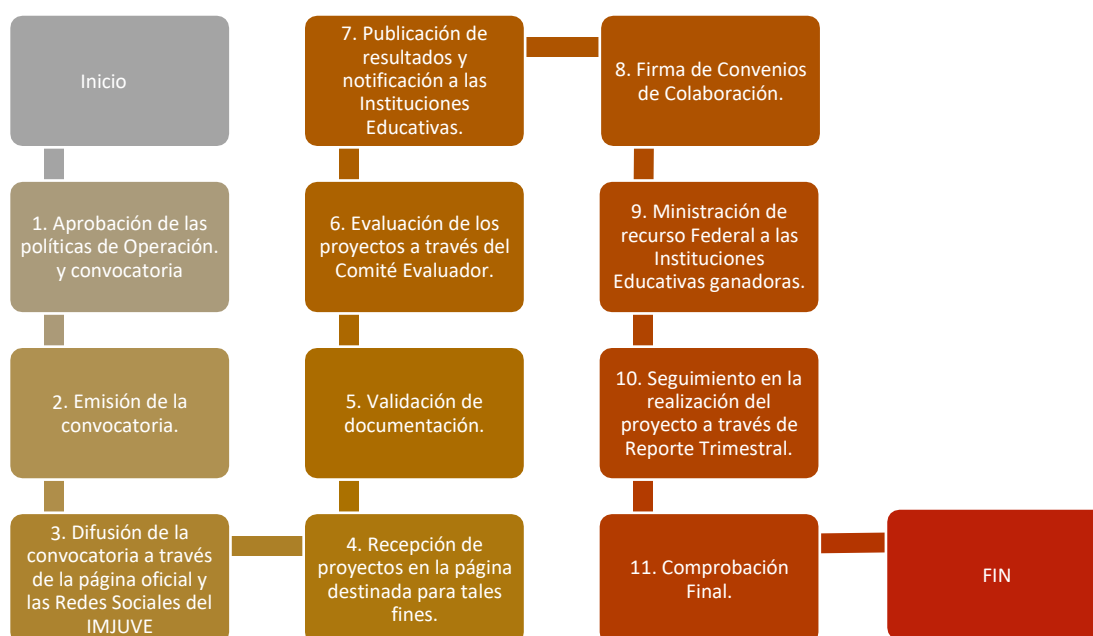 Inicio
1. Aprobación de las
políticas de Operación.
y convocatoria
2. Emisión de la
convocatoria.
3. Difusión de la
convocatoria a través
de la página oficial y
las Redes Sociales del
IMJUVE
4. Recepción de
proyectos en la página
destinada para tales
fines.
5. Validación de
documentación.
6. Evaluación de los
proyectos a través del
Comité Evaluador.
7. Publicación de
resultados y
notificación a las
Instituciones
Educativas.
8. Firma de Convenios
de Colaboración.
9. Ministración de
recurso Federal a las
Instituciones
Educativas ganadoras.
10. Seguimiento en la
realización del
proyecto a través de
Reporte Trimestral.
11. Comprobación
Final.
FIN